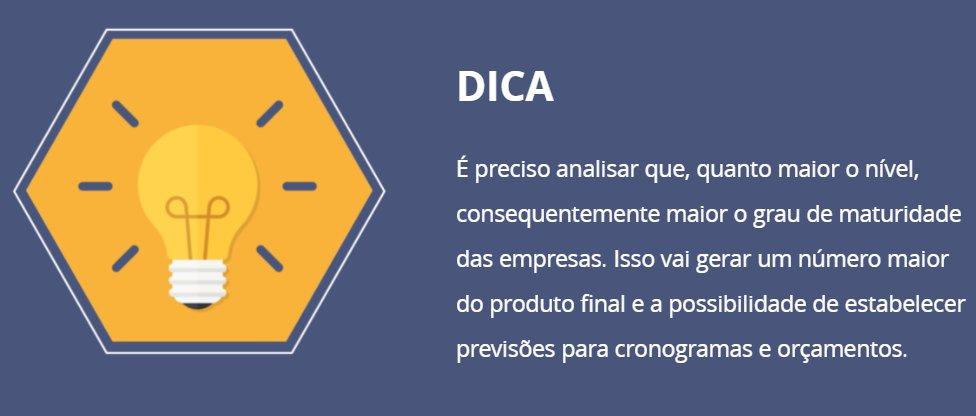 DICA
É preciso analisar que, quanto maior o nível,
consequentemente maior o grau de maturidade
das empresas. Isso vai gerar um número maior
do produto final e a possibilidade de estabelecer
previsões para cronogramas e orçamentos.